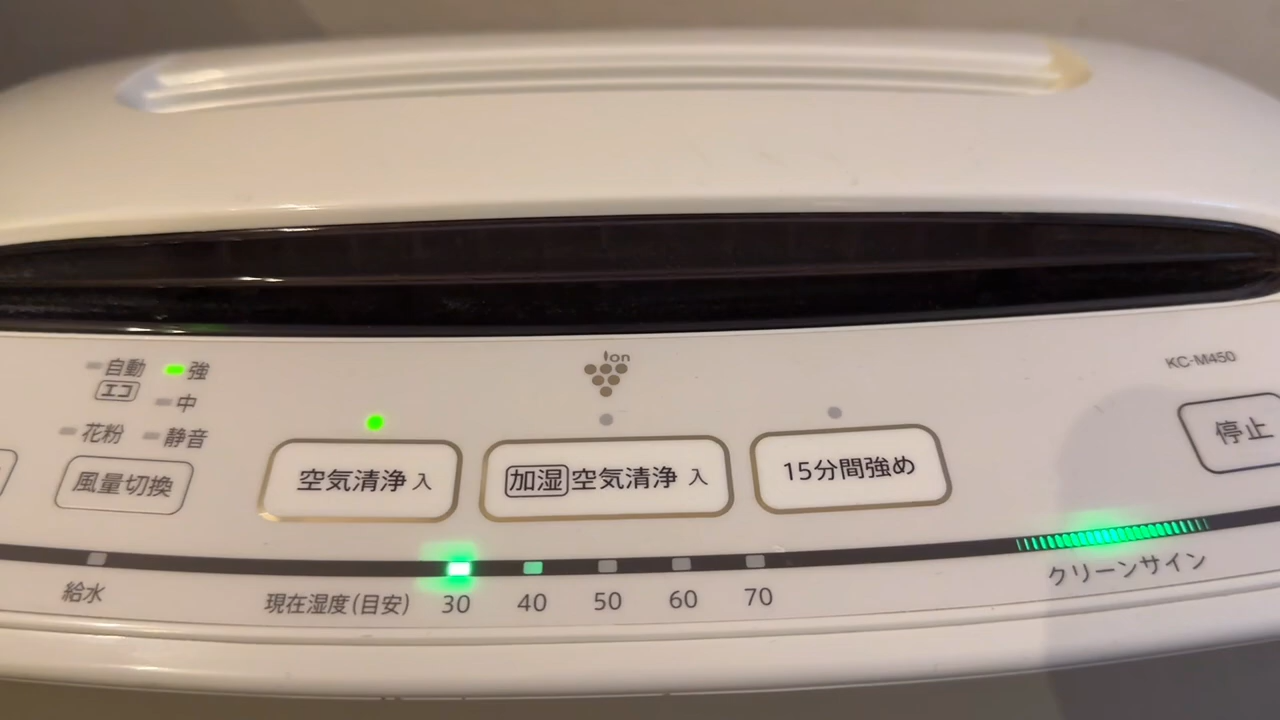 自動
エコ
強
中
花粉
静音
風量切換
空気清浄 入
ion
加湿 空気清浄 入
15分間強め
KC-M450
停止
給水
現在湿度(目安) 30 40 50 60 70
クリーンサイン